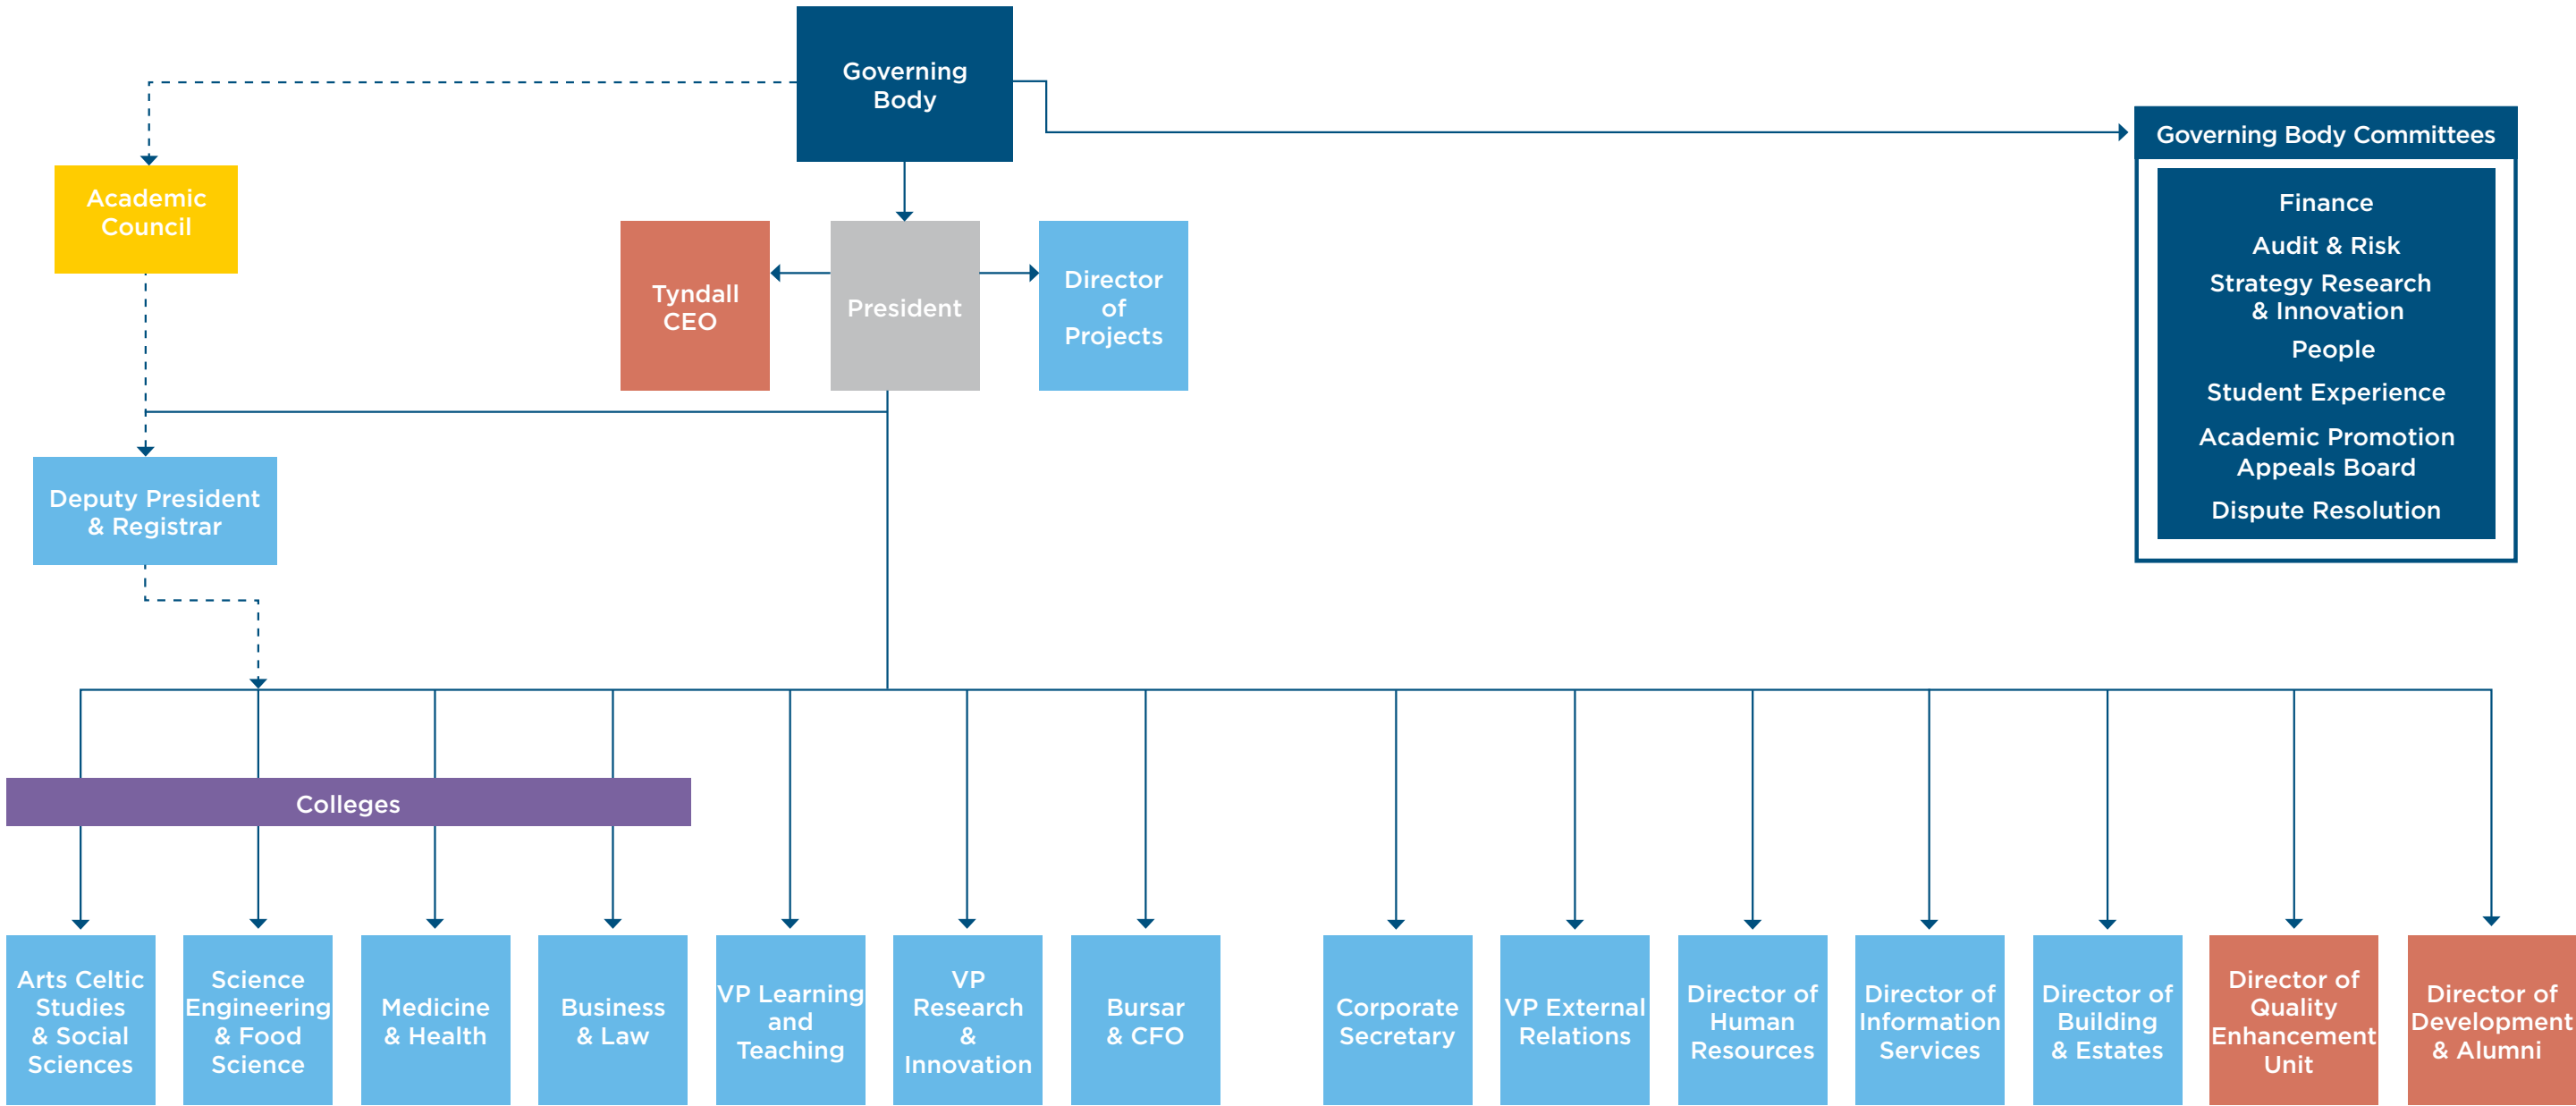 Governing
Body
Governing Body Committees
Finance
Audit & Risk
Strategy Research
& Innovation
People
Student Experience
Academic Promotion
Appeals Board
Dispute Resolution
Academic
Council
Tyndall
CEO
President
Director
of
Projects
Deputy President
& Registrar
Colleges
Arts Celtic
Studies
& Social
Sciences
Science
Engineering
& Food
Science
Medicine
& Health
Business
& Law
VP Learning
and
Teaching
VP
Research
&
Innovation
Bursar
& CFO
Corporate
Secretary
VP External
Relations
Director of
Human
Resources
Director of
Information
Services
Director of
Building
& Estates
Director of
Quality
Enhancement
Unit
Director of
Development
& Alumni